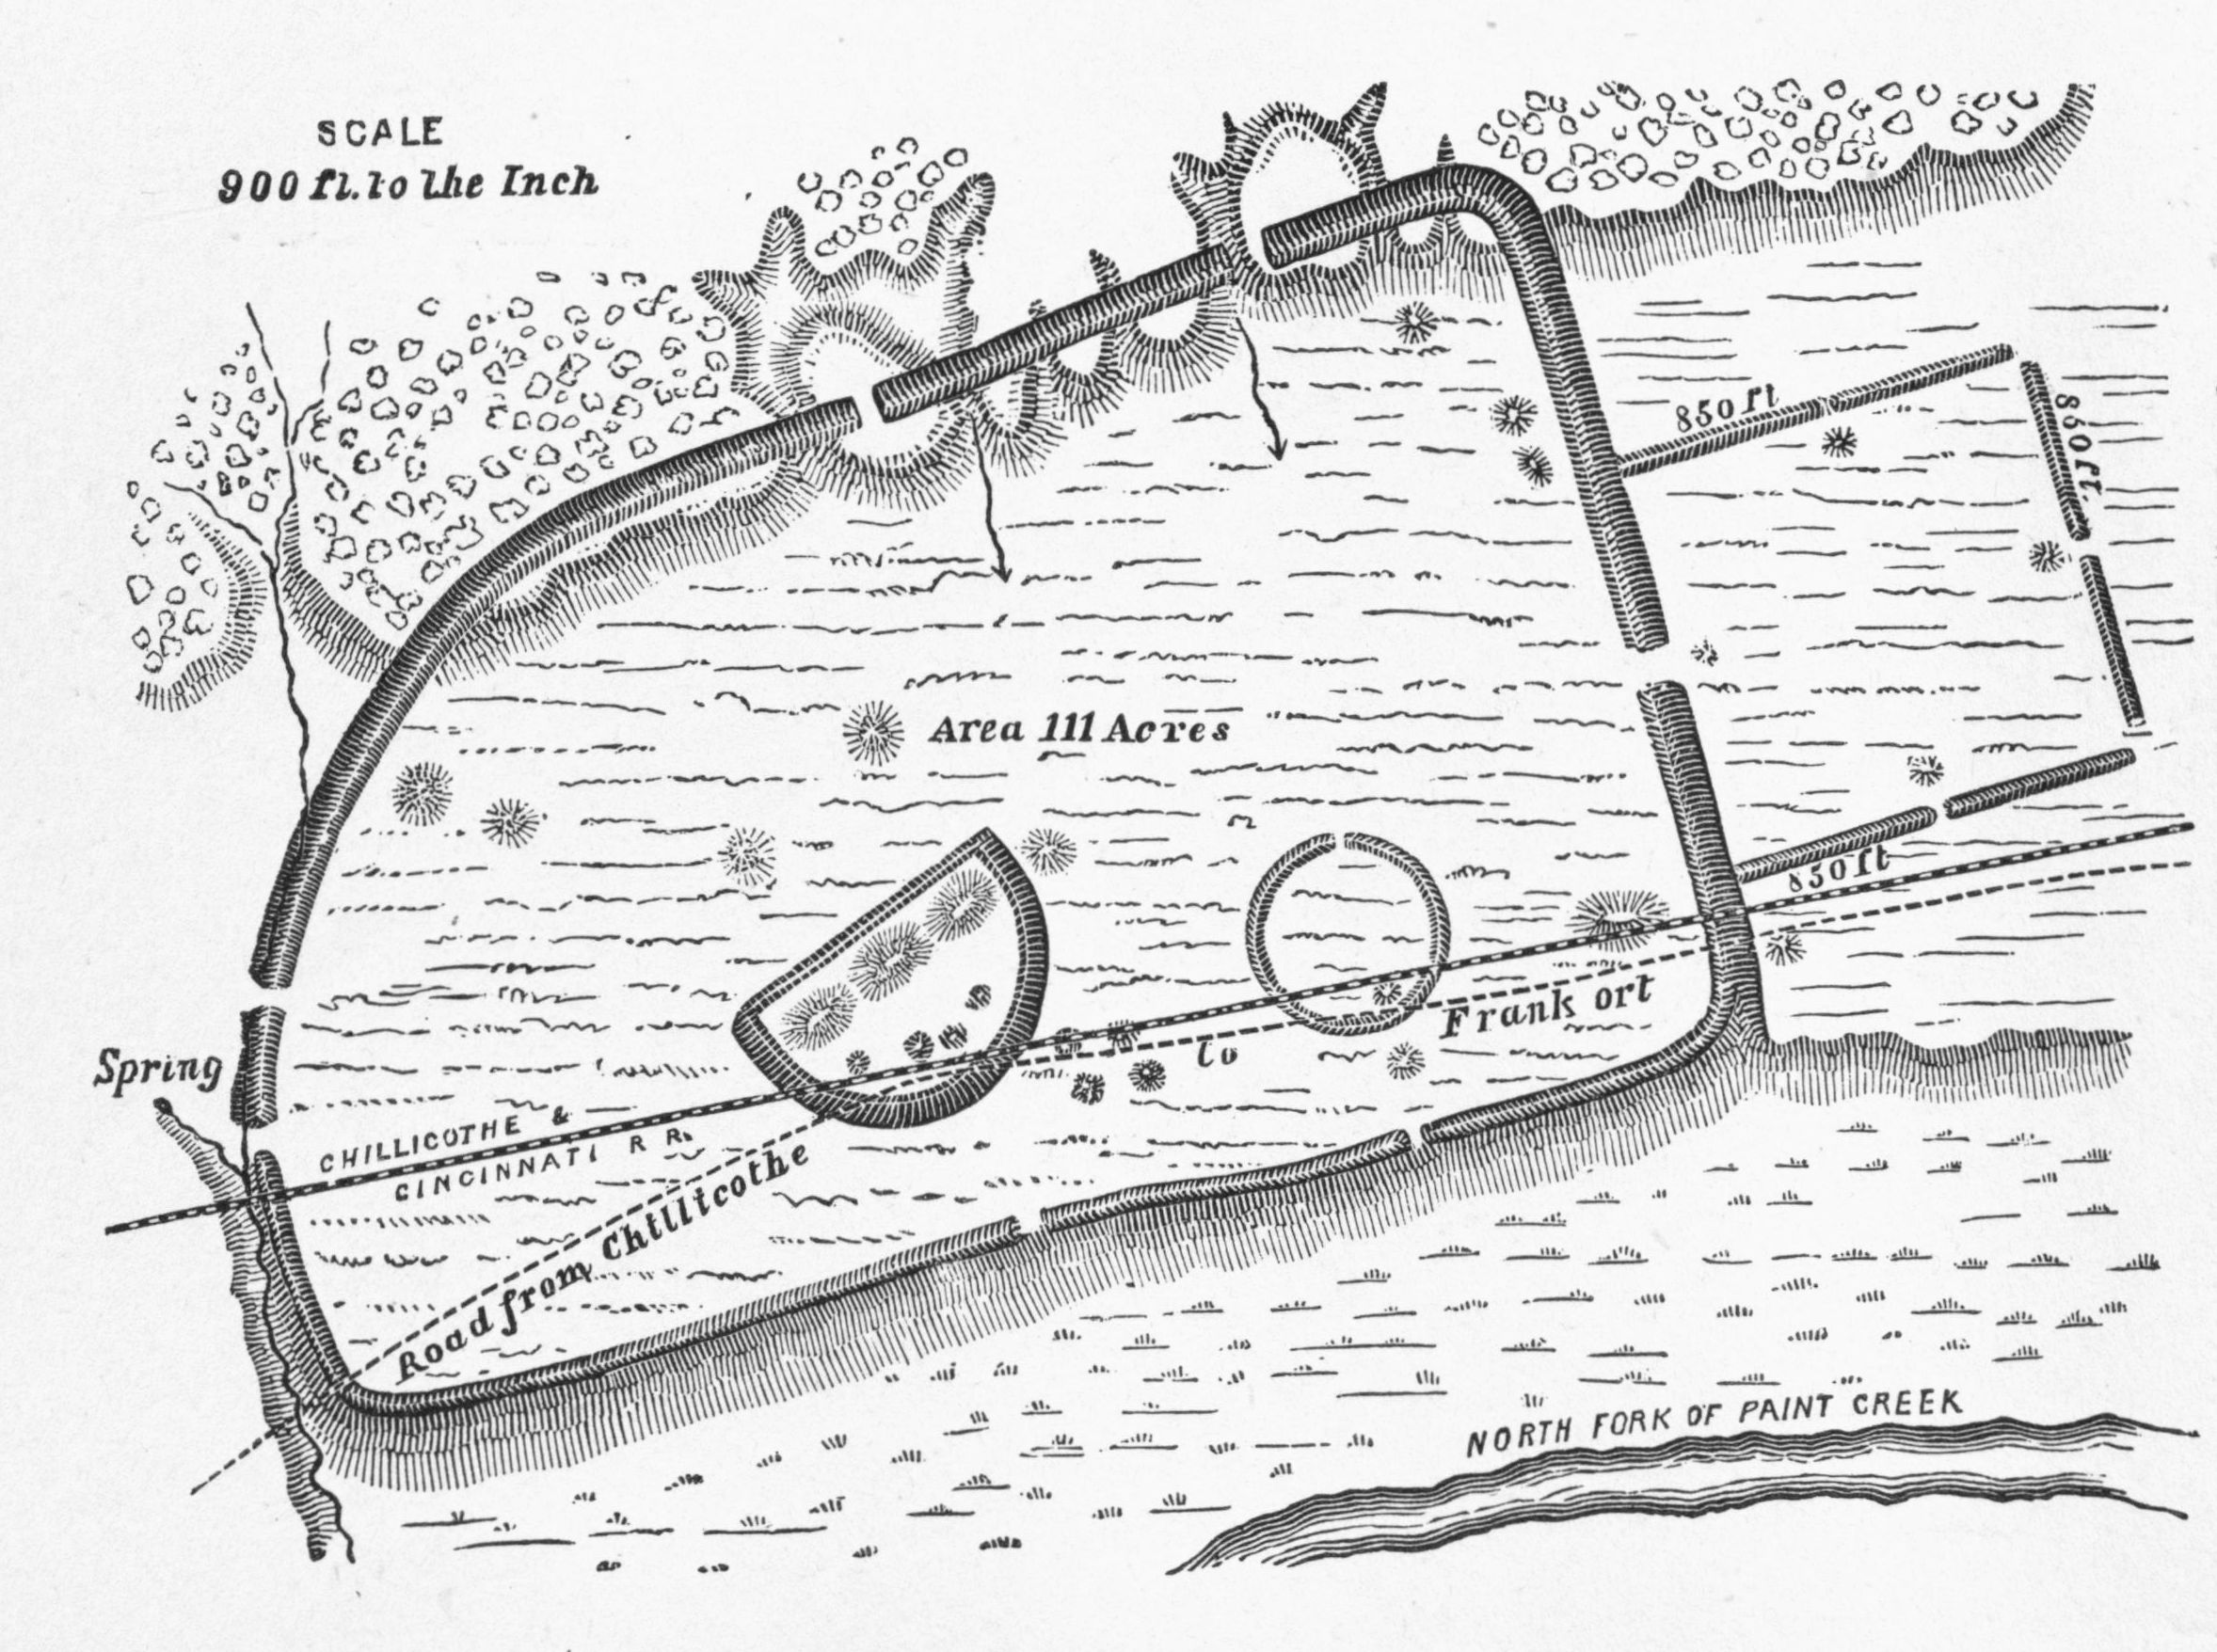 SCALE
900 ft. to the Inch
850 ft
850 ft.
Area 111 Acres
850 ft
Frank ort
to
Spring
CHILLICOTHE &
CINCINNATI R R.
Road from Chillicothe
NORTH FORK OF PAINT CREEK